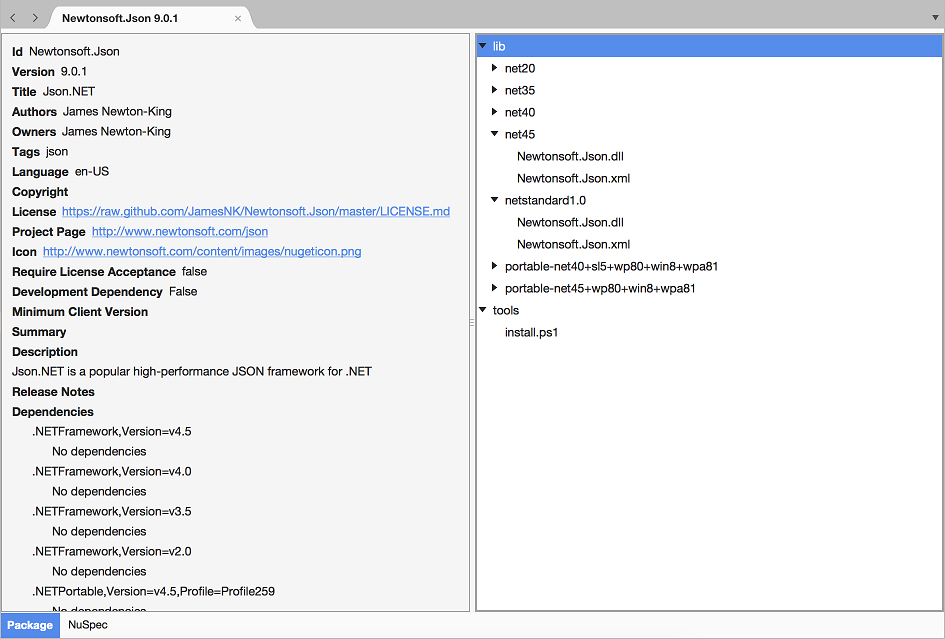 Newtonsoft.Json 9.0.1
Id Newtonsoft.Json
Version 9.0.1
Title Json.NET
Authors James Newton-King
Owners James Newton-King
Tags json
Language en-US
Copyright
License https://raw.github.com/JamesNK/Newtonsoft.Json/master/LICENSE.md
Project Page http://www.newtonsoft.com/json
Icon http://www.newtonsoft.com/content/images/nugeticon.png
Require License Acceptance false
Development Dependency False
Minimum Client Version
Summary
Description
Json.NET is a popular high-performance JSON framework for .NET
Release Notes
Dependencies
.NETFramework,Version=v4.5
No dependencies
.NETFramework,Version=v4.0
No dependencies
.NETFramework,Version=v3.5
No dependencies
.NETFramework,Version=v2.0
No dependencies
.NETPortable,Version=v4.5,Profile=Profile259
No dependencies
lib
net20
net35
net40
net45
Newtonsoft.Json.dll
Newtonsoft.Json.xml
netstandard1.0
Newtonsoft.Json.dll
Newtonsoft.Json.xml
portable-net40+sl5+wp80+win8+wpa81
portable-net45+wp80+win8+wpa81
tools
install.ps1
Package NuSpec